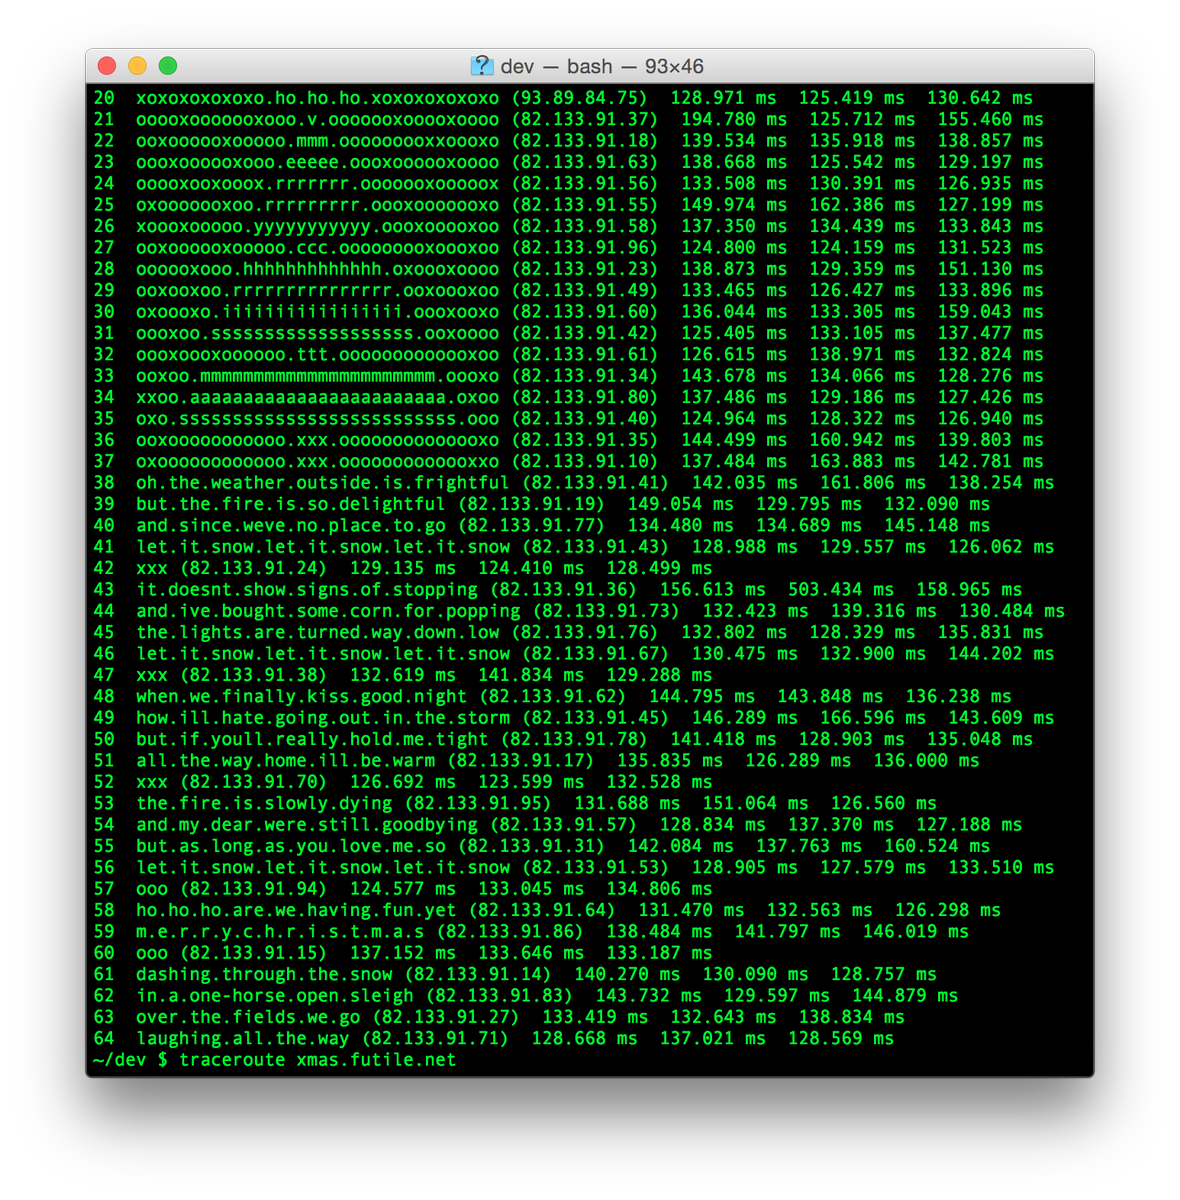 dev — bash — 93×46
20  xoxoxoxoxoxo.ho.ho.ho.xoxoxoxoxoxo (93.89.84.75)  128.971 ms  125.419 ms  130.642 ms
21  ooooxooooooxooo.v.ooooooxooooxoooo (82.133.91.37)  194.780 ms  125.712 ms  155.460 ms
22  ooxoooooxooooo.mmm.ooooooooxxoooxo (82.133.91.18)  139.534 ms  135.918 ms  138.857 ms
23  oooxoooooxooo.eeeee.oooxoooooxoooo (82.133.91.63)  138.668 ms  125.542 ms  129.197 ms
24  ooooxooxooox.rrrrrrr.ooooooxooooox (82.133.91.56)  133.508 ms  130.391 ms  126.935 ms
25  oxooooooxoo.rrrrrrrrr.oooxooooooxo (82.133.91.55)  149.974 ms  162.386 ms  127.199 ms
26  xoooxooooo.yyyyyyyyyyy.oooxooooxoo (82.133.91.58)  137.350 ms  134.439 ms  133.843 ms
27  ooxoooooxooooo.ccc.ooooooooxoooxoo (82.133.91.96)  124.800 ms  124.159 ms  131.523 ms
28  oooooxooo.hhhhhhhhhhhhh.oxoooxoooo (82.133.91.23)  138.873 ms  129.359 ms  151.130 ms
29  ooxooxoo.rrrrrrrrrrrrrrr.ooxoooxoo (82.133.91.49)  133.465 ms  126.427 ms  133.896 ms
30  oxoooxo.iiiiiiiiiiiiiiiii.oooxooxo (82.133.91.60)  136.044 ms  133.305 ms  159.043 ms
31  oooxoo.sssssssssssssssssss.ooxoooo (82.133.91.42)  125.405 ms  133.105 ms  137.477 ms
32  oooxoooxoooooo.ttt.ooooooooooooxoo (82.133.91.61)  126.615 ms  138.971 ms  132.824 ms
33  ooxoo.mmmmmmmmmmmmmmmmmmmmmm.oooxo (82.133.91.34)  143.678 ms  134.066 ms  128.276 ms
34  xxoo.aaaaaaaaaaaaaaaaaaaaaaaa.oxoo (82.133.91.80)  137.486 ms  129.186 ms  127.426 ms
35  oxo.ssssssssssssssssssssssssss.ooo (82.133.91.40)  124.964 ms  128.322 ms  126.940 ms
36  ooxooooooooooo.xxx.oooooooooooooxo (82.133.91.35)  144.499 ms  160.942 ms  139.803 ms
37  oxoooooooooooo.xxx.ooooooooooooxxo (82.133.91.10)  137.484 ms  163.883 ms  142.781 ms
38  oh.the.weather.outside.is.frightful (82.133.91.41)  142.035 ms  161.806 ms  138.254 ms
39  but.the.fire.is.so.delightful (82.133.91.19)  149.054 ms  129.795 ms  132.090 ms
40  and.since.weve.no.place.to.go (82.133.91.77)  134.480 ms  134.689 ms  145.148 ms
41  let.it.snow.let.it.snow.let.it.snow (82.133.91.43)  128.988 ms  129.557 ms  126.062 ms
42  xxx (82.133.91.24)  129.135 ms  124.410 ms  128.499 ms
43  it.doesnt.show.signs.of.stopping (82.133.91.36)  156.613 ms  503.434 ms  158.965 ms
44  and.ive.bought.some.corn.for.popping (82.133.91.73)  132.423 ms  139.316 ms  130.484 ms
45  the.lights.are.turned.way.down.low (82.133.91.76)  132.802 ms  128.329 ms  135.831 ms
46  let.it.snow.let.it.snow.let.it.snow (82.133.91.67)  130.475 ms  132.900 ms  144.202 ms
47  xxx (82.133.91.38)  132.619 ms  141.834 ms  129.288 ms
48  when.we.finally.kiss.good.night (82.133.91.62)  144.795 ms  143.848 ms  136.238 ms
49  how.ill.hate.going.out.in.the.storm (82.133.91.45)  146.289 ms  166.596 ms  143.609 ms
50  but.if.youll.really.hold.me.tight (82.133.91.78)  141.418 ms  128.903 ms  135.048 ms
51  all.the.way.home.ill.be.warm (82.133.91.17)  135.835 ms  126.289 ms  136.000 ms
52  xxx (82.133.91.70)  126.692 ms  123.599 ms  132.528 ms
53  the.fire.is.slowly.dying (82.133.91.95)  131.688 ms  151.064 ms  126.560 ms
54  and.my.dear.were.still.goodbying (82.133.91.57)  128.834 ms  137.370 ms  127.188 ms
55  but.as.long.as.you.love.me.so (82.133.91.31)  142.084 ms  137.763 ms  160.524 ms
56  let.it.snow.let.it.snow.let.it.snow (82.133.91.53)  128.905 ms  127.579 ms  133.510 ms
57  ooo (82.133.91.94)  124.577 ms  133.045 ms  134.806 ms
58  ho.ho.ho.are.we.having.fun.yet (82.133.91.64)  131.470 ms  132.563 ms  126.298 ms
59  m.e.r.r.y.c.h.r.i.s.t.m.a.s (82.133.91.86)  138.484 ms  141.797 ms  146.019 ms
60  ooo (82.133.91.15)  137.152 ms  133.646 ms  133.187 ms
61  dashing.through.the.snow (82.133.91.14)  140.270 ms  130.090 ms  128.757 ms
62  in.a.one-horse.open.sleigh (82.133.91.83)  143.732 ms  129.597 ms  144.879 ms
63  over.the.fields.we.go (82.133.91.27)  133.419 ms  132.643 ms  138.834 ms
64  laughing.all.the.way (82.133.91.71)  128.668 ms  137.021 ms  128.569 ms
~/dev $ traceroute xmas.futile.net